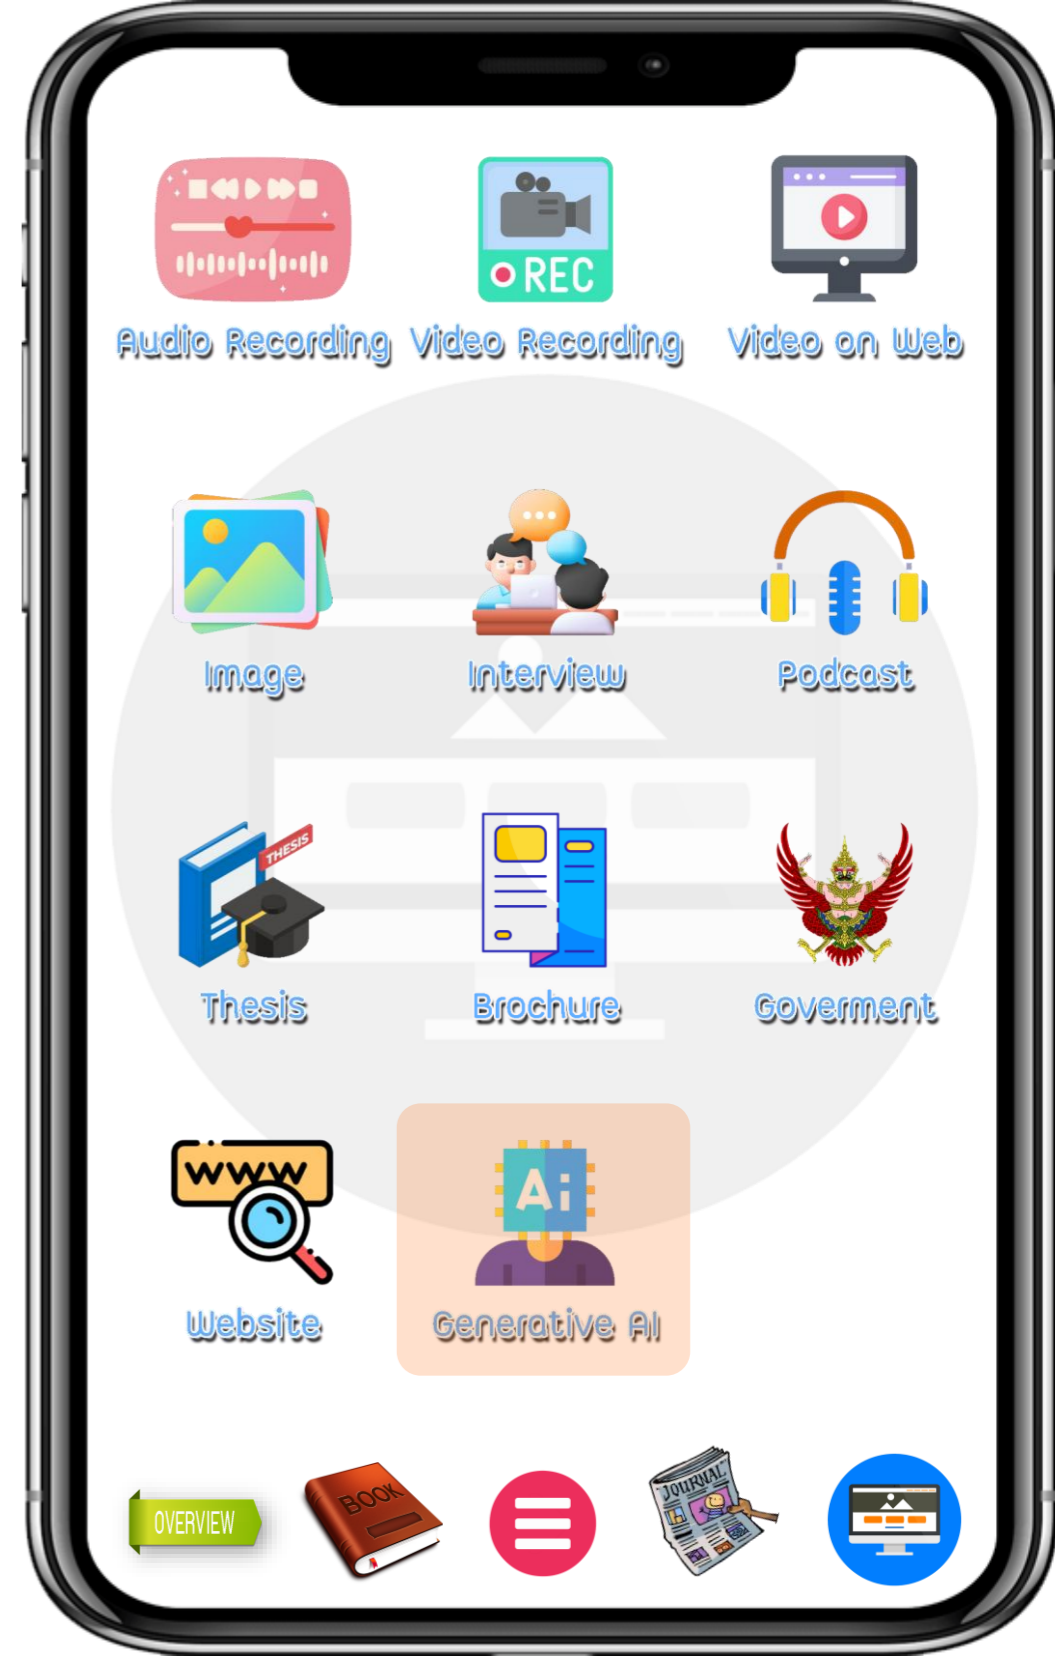 REC
Audio Recording
Video Recording
Video on Web
Image
Interview
Podcast
THESIS
Thesis
Brochure
Goverment
www
Ai
Website
Generative AI
OVERVIEW
BOOK
JOURNAL